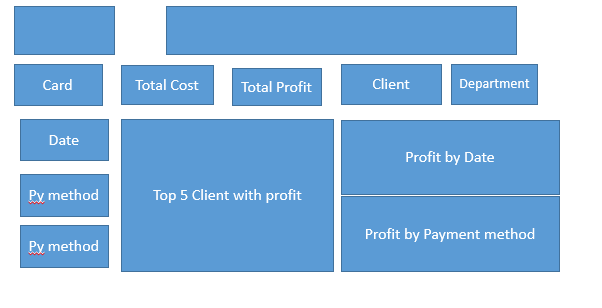 Card
Total Cost
Total Profit
Client
Department
Date
Top 5 Client with profit
Profit by Date
Py method
Profit by Payment method
Py method